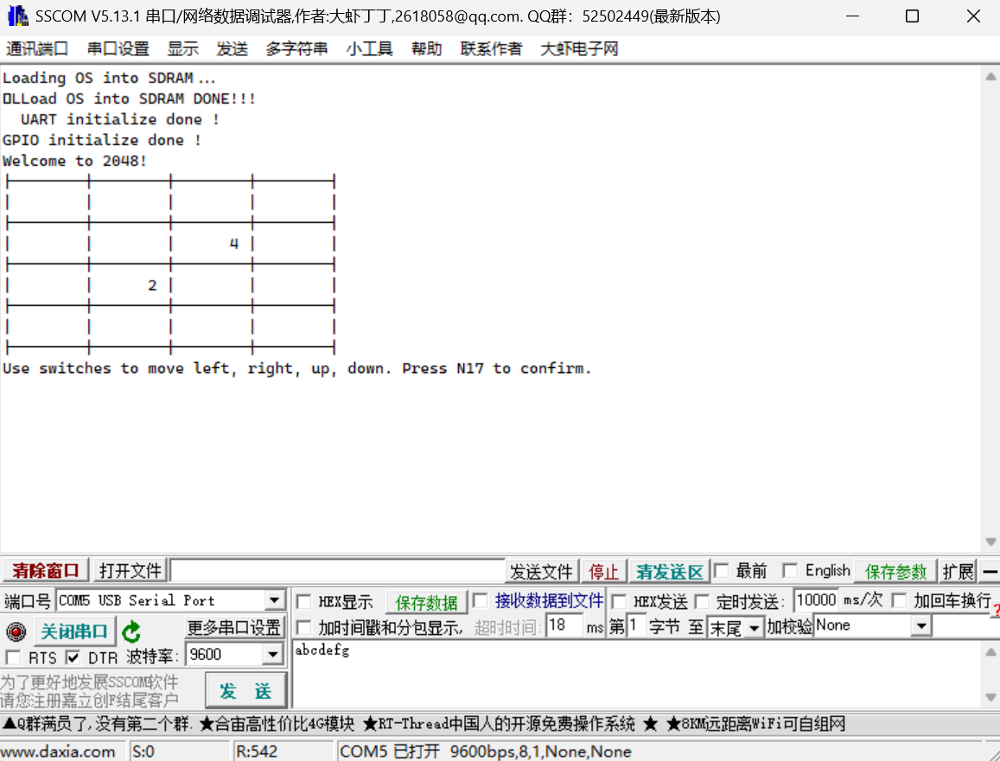 SSCOM V5.13.1 串口/网络数据调试器,作者:大虾丁丁,2618058@qq.com. QQ群: 52502449(最新版本)
通讯端口 串口设置 显示 发送 多字符串 小工具 帮助 联系作者 大虾电子网
Loading OS into SDRAM...
LLoad OS into SDRAM DONE!!!
UART initialize done !
GPIO initialize done !
Welcome to 2048!
4
2
Use switches to move left, right, up, down. Press N17 to confirm.
清除窗口 打开文件 发送文件 停止 清发送区 最前 English 保存参数 扩展 —
端口号 COM5 USB Serial Port HEX显示 保存数据 接收数据到文件 HEX发送 定时发送: 10000 ms/次 加回车换行
关闭串口 更多串口设置 加时间戳和分包显示, 超时时间: 18 ms 第1 字节 至 末尾 加校验None
RTS DTR 波特率: 9600 abcdefg
为了更好地发展SSCOM软件
请您注册嘉立创F结尾客户
发 送
▲Q群满员了,没有第二个群. ★合宙高性价比4G模块 ★RT-Thread中国人的开源免费操作系统 ★ ★8KM远距离WiFi可自组网
www.daxia.com S:0 R:542 COM5 已打开 9600bps,8,1,None,None